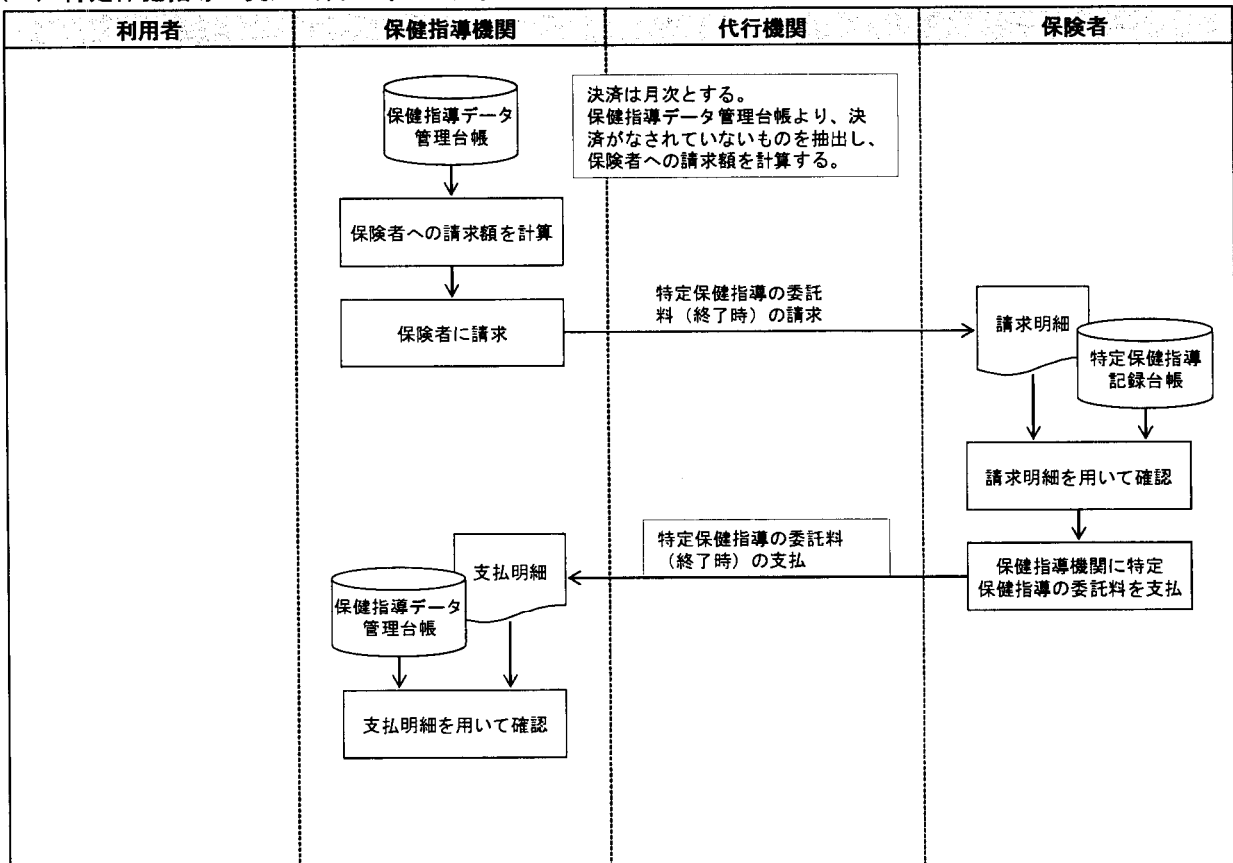 利用者
保健指導機関
代行機関
保険者
保健指導データ
管理台帳
決済は月次とする。
保健指導データ管理台帳より、決
済がなされていないものを抽出し、
保険者への請求額を計算する。
保険者への請求額を計算
保険者に請求
特定保健指導の委託
料（終了時）の請求
請求明細
特定保健指導
記録台帳
請求明細を用いて確認
保健指導機関に特定
保健指導の委託料を支払
特定保健指導の委託料
（終了時）の支払
支払明細
保健指導データ
管理台帳
支払明細を用いて確認